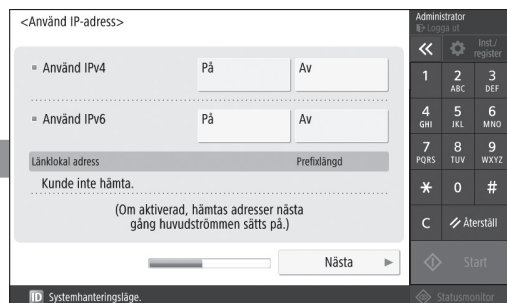 <Använd IP-adress>
Använd IPv4
På
Av
Använd IPv6
På
Av
Länklokal adress
Prefixlängd
Kunde inte hämta.
(Om aktiverad, hämtas adresser nästa
gång huvudströmmen sätts på.)
Nästa
ID Systemhanteringsläge.
Administrator
Logga ut
Inst./
register
1
2
ABC
3
DEF
4
GHI
5
JKL
6
MNO
7
PQRS
8
TUV
9
WXYZ
*
0
#
C
Återställ
Start
Statusmonitor